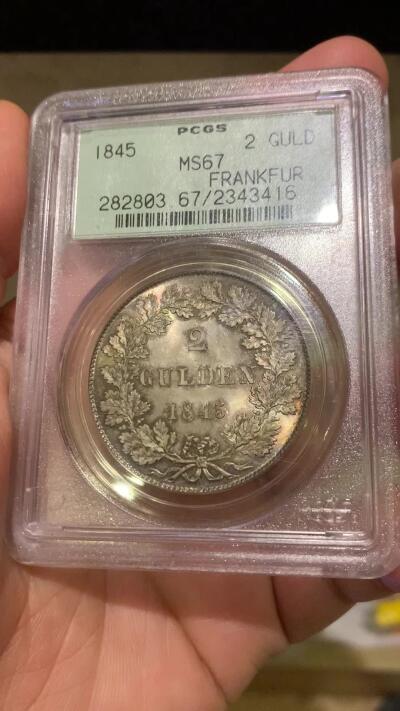 PCGS
1845 2 GULD
MS67
FRANKFUR
282803.67/2343416
2
GULDEN
1845